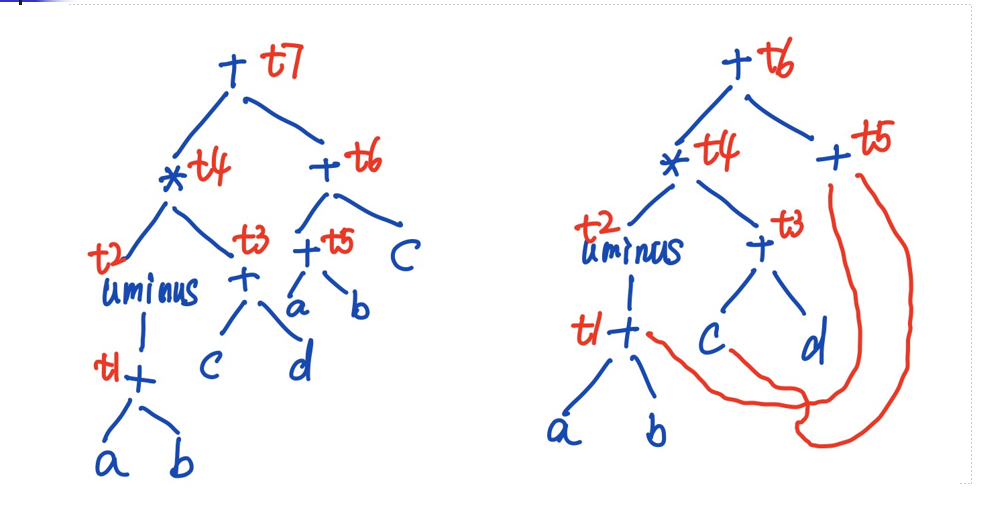 + t7
* t4
+ t6
t2
uminus
t3
+
+ t5
c
a
b
t1 +
c
d
a
b
+ t6
* t4
+ t5
t2
uminus
t3
+
t1 +
c
d
a
b